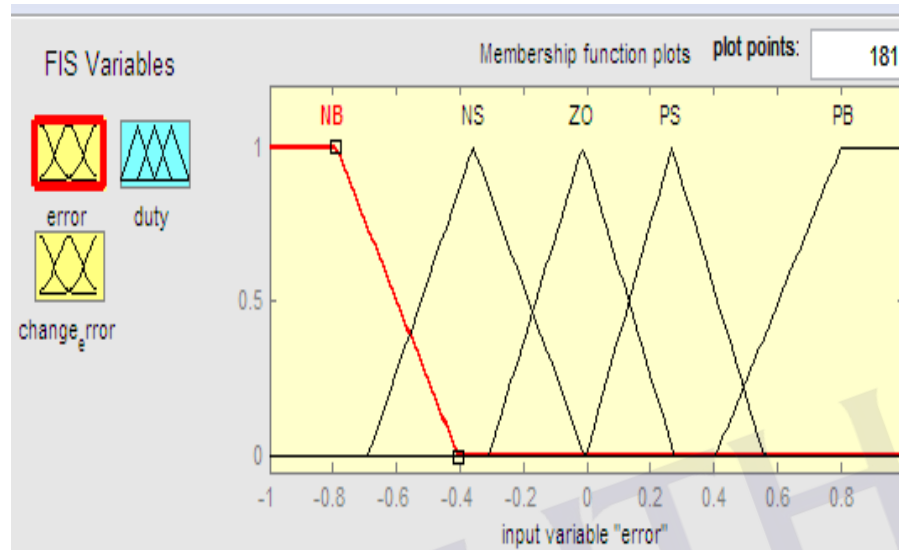 FIS Variables
Membership function plots
plot points:
181
error
duty
change
e
rror
NB
NS
ZO
PS
PB
1
0.5
0
-1
-0.8
-0.6
-0.4
-0.2
0
0.2
0.4
0.6
0.8
input variable "error"